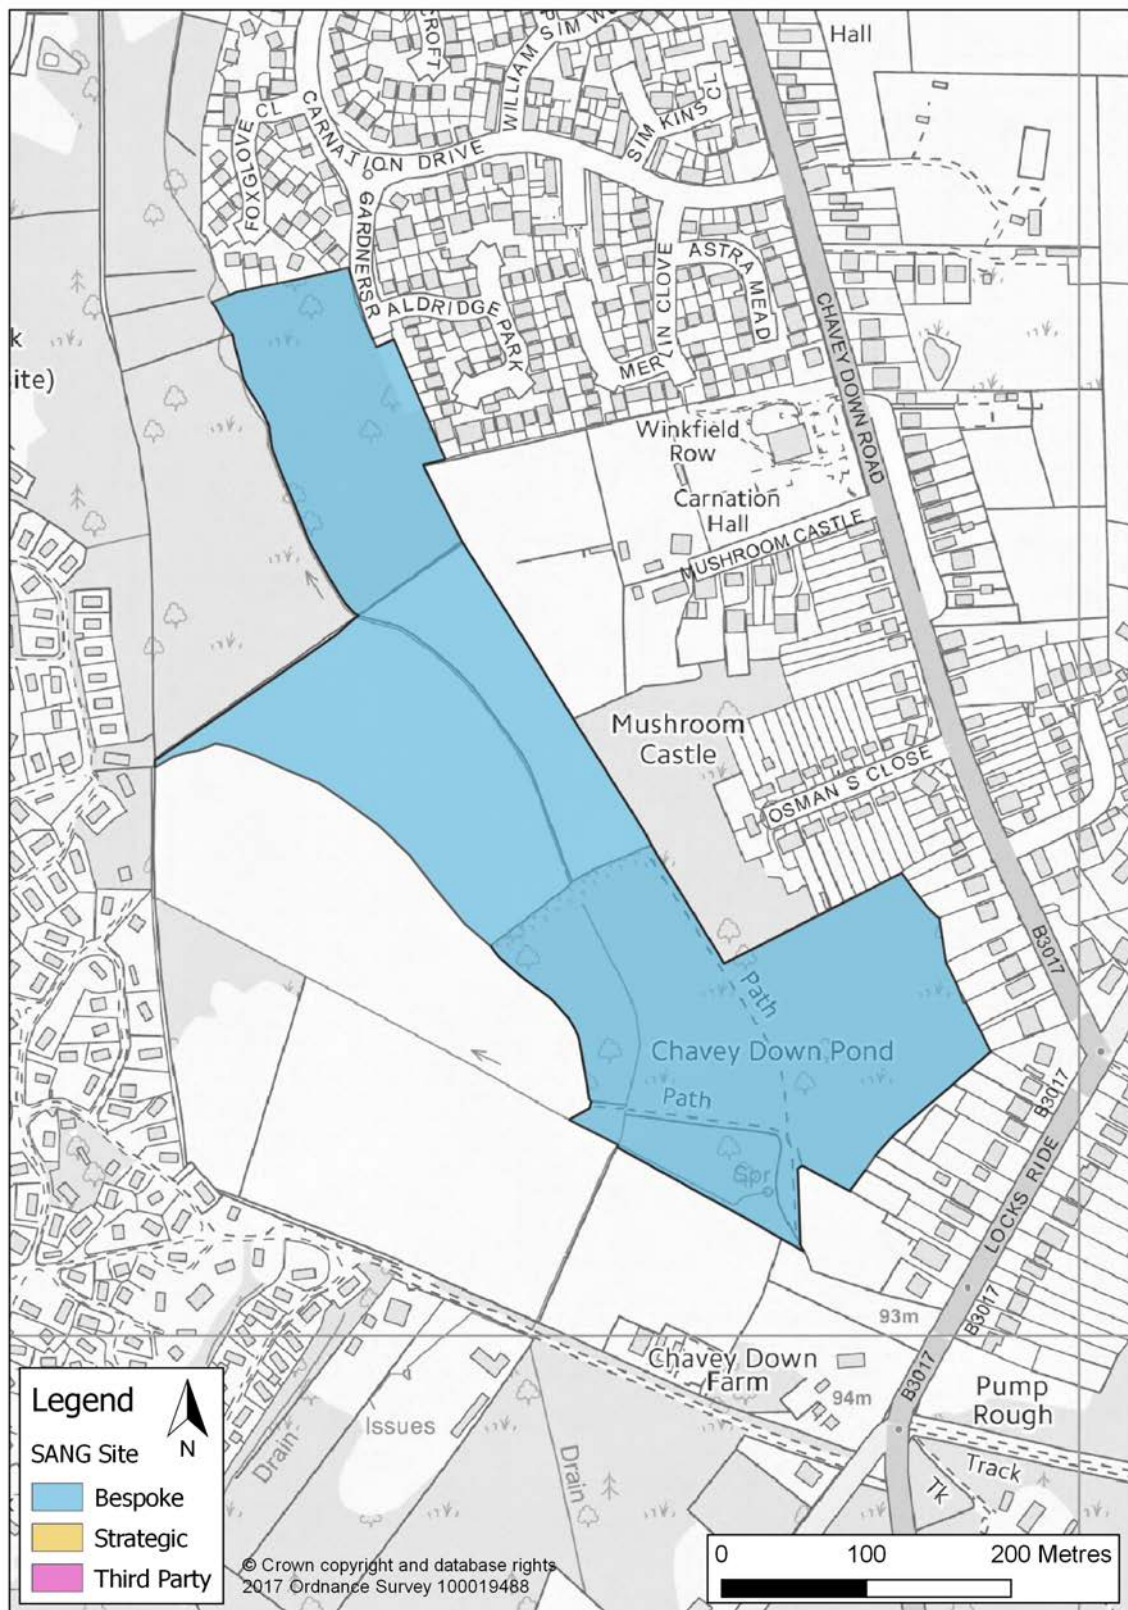 Hall
CROFT
WILLIAM SIM WO
SIMKINS CL
FOXGLOVE CL
CARNATION DRIVE
GARDNERSR
ALDRIDGE PARK
MERLIN CLOVE
ASTRA MEAD
CHAVEY DOWN ROAD
k
ite)
Winkfield
Row
Carnation
Hall
MUSHROOM CASTLE
Mushroom
Castle
OSMAN S CLOSE
B3017
Path
Chavey Down Pond
Path
Spr
B3017
LOCKS RIDE
B3017
93m
Chavey Down
Farm
94m
B3017
Pump
Rough
Track
Tk
Issues
Drain
Drain
Legend
N
SANG Site
Bespoke
Strategic
Third Party
© Crown copyright and database rights
2017 Ordnance Survey 100019488
0 100 200 Metres